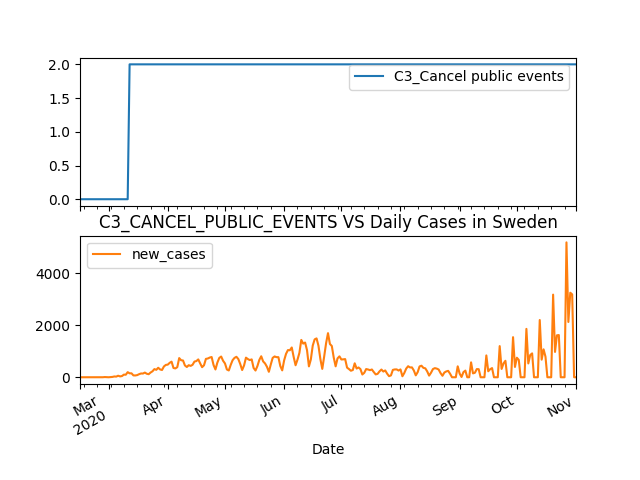 2.0
1.5
1.0
0.5
0.0
C3_Cancel public events
C3_CANCEL_PUBLIC_EVENTS VS Daily Cases in Sweden
new_cases
4000
2000
0
Mar
2020
Apr
May
Jun
Jul
Aug
Sep
Oct
Nov
Date